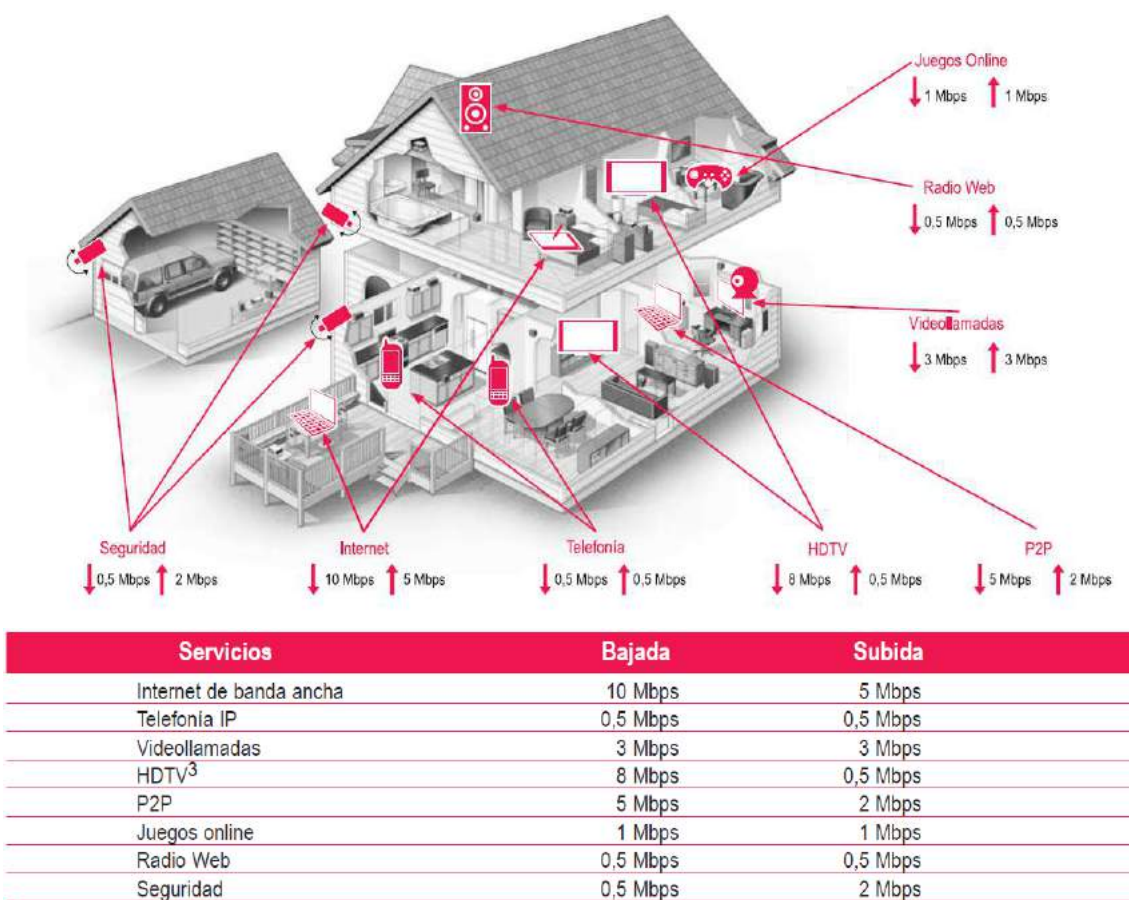 Juegos Online
1 Mbps 1 Mbps
Radio Web
0,5 Mbps 0,5 Mbps
Videollamadas
3 Mbps 3 Mbps
Seguridad
0,5 Mbps 2 Mbps
Internet
10 Mbps 5 Mbps
Telefonía
0,5 Mbps 0,5 Mbps
HDTV
8 Mbps 0,5 Mbps
P2P
5 Mbps 2 Mbps
Servicios Bajada Subida
Internet de banda ancha 10 Mbps 5 Mbps
Telefonía IP 0,5 Mbps 0,5 Mbps
Videollamadas 3 Mbps 3 Mbps
HDTV3 8 Mbps 0,5 Mbps
P2P 5 Mbps 2 Mbps
Juegos online 1 Mbps 1 Mbps
Radio Web 0,5 Mbps 0,5 Mbps
Seguridad 0,5 Mbps 2 Mbps